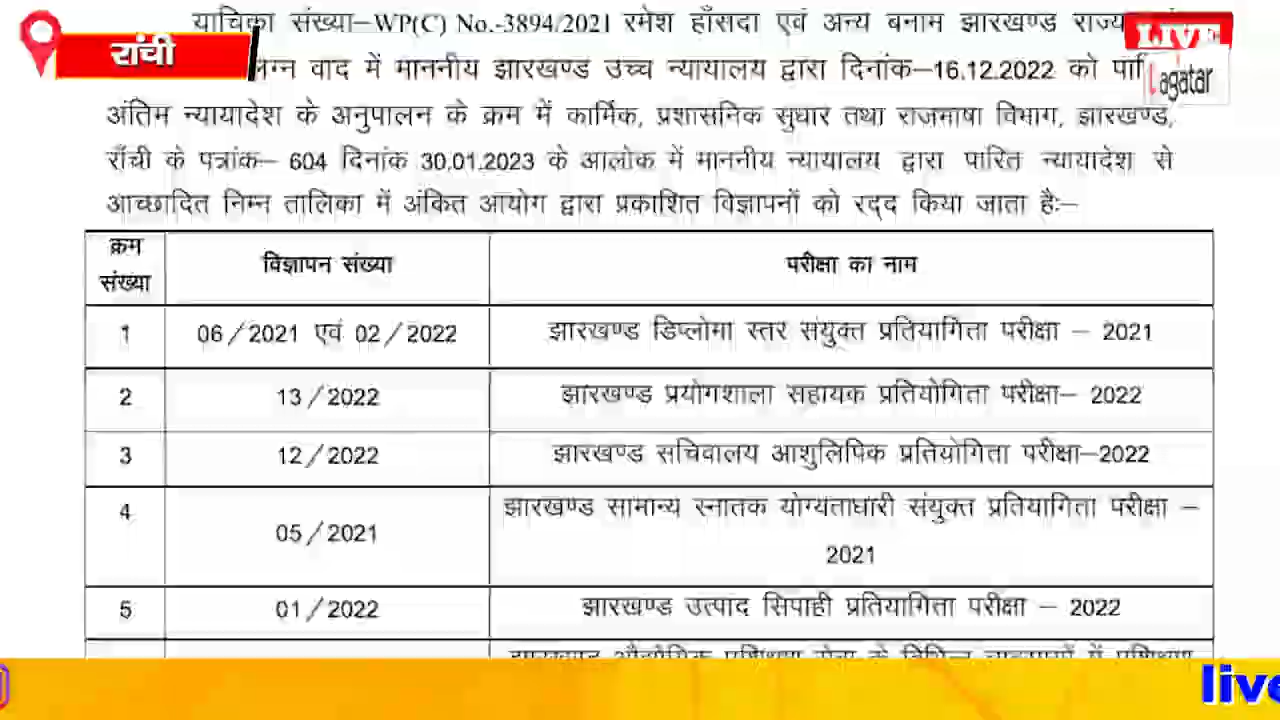 याचिका संख्या–WP(C) No.-3894/2021 रमेश हाँसदा एवं अन्य बनाम झारखण्ड राज्य
LIVE
रांची
वाद में माननीय झारखण्ड उच्च न्यायालय द्वारा दिनांक–16.12.2022 को
Lagatar
अंतिम न्यायादेश के अनुपालन के क्रम में कार्मिक, प्रशासनिक सुधार तथा राजभाषा विभाग, झारखण्ड,
राँची के पत्रांक– 604 दिनांक 30.01.2023 के आलोक में माननीय न्यायालय द्वारा पारित न्यायादेश से
आच्छादित निम्न तालिका में अंकित आयोग द्वारा प्रकाशित विज्ञापनों को रद्द किया जाता हैः–
क्रम संख्या विज्ञापन संख्या परीक्षा का नाम
1 06/2021 एवं 02/2022 झारखण्ड डिप्लोमा स्तर संयुक्त प्रतियागिता परीक्षा – 2021
2 13/2022 झारखण्ड प्रयोगशाला सहायक प्रतियोगिता परीक्षा– 2022
3 12/2022 झारखण्ड सचिवालय आशुलिपिक प्रतियोगिता परीक्षा–2022
4 05/2021 झारखण्ड सामान्य स्नातक योग्यताधारी संयुक्त प्रतियागिता परीक्षा –
2021
5 01/2022 झारखण्ड उत्पाद सिपाही प्रतियागिता परीक्षा – 2022
live